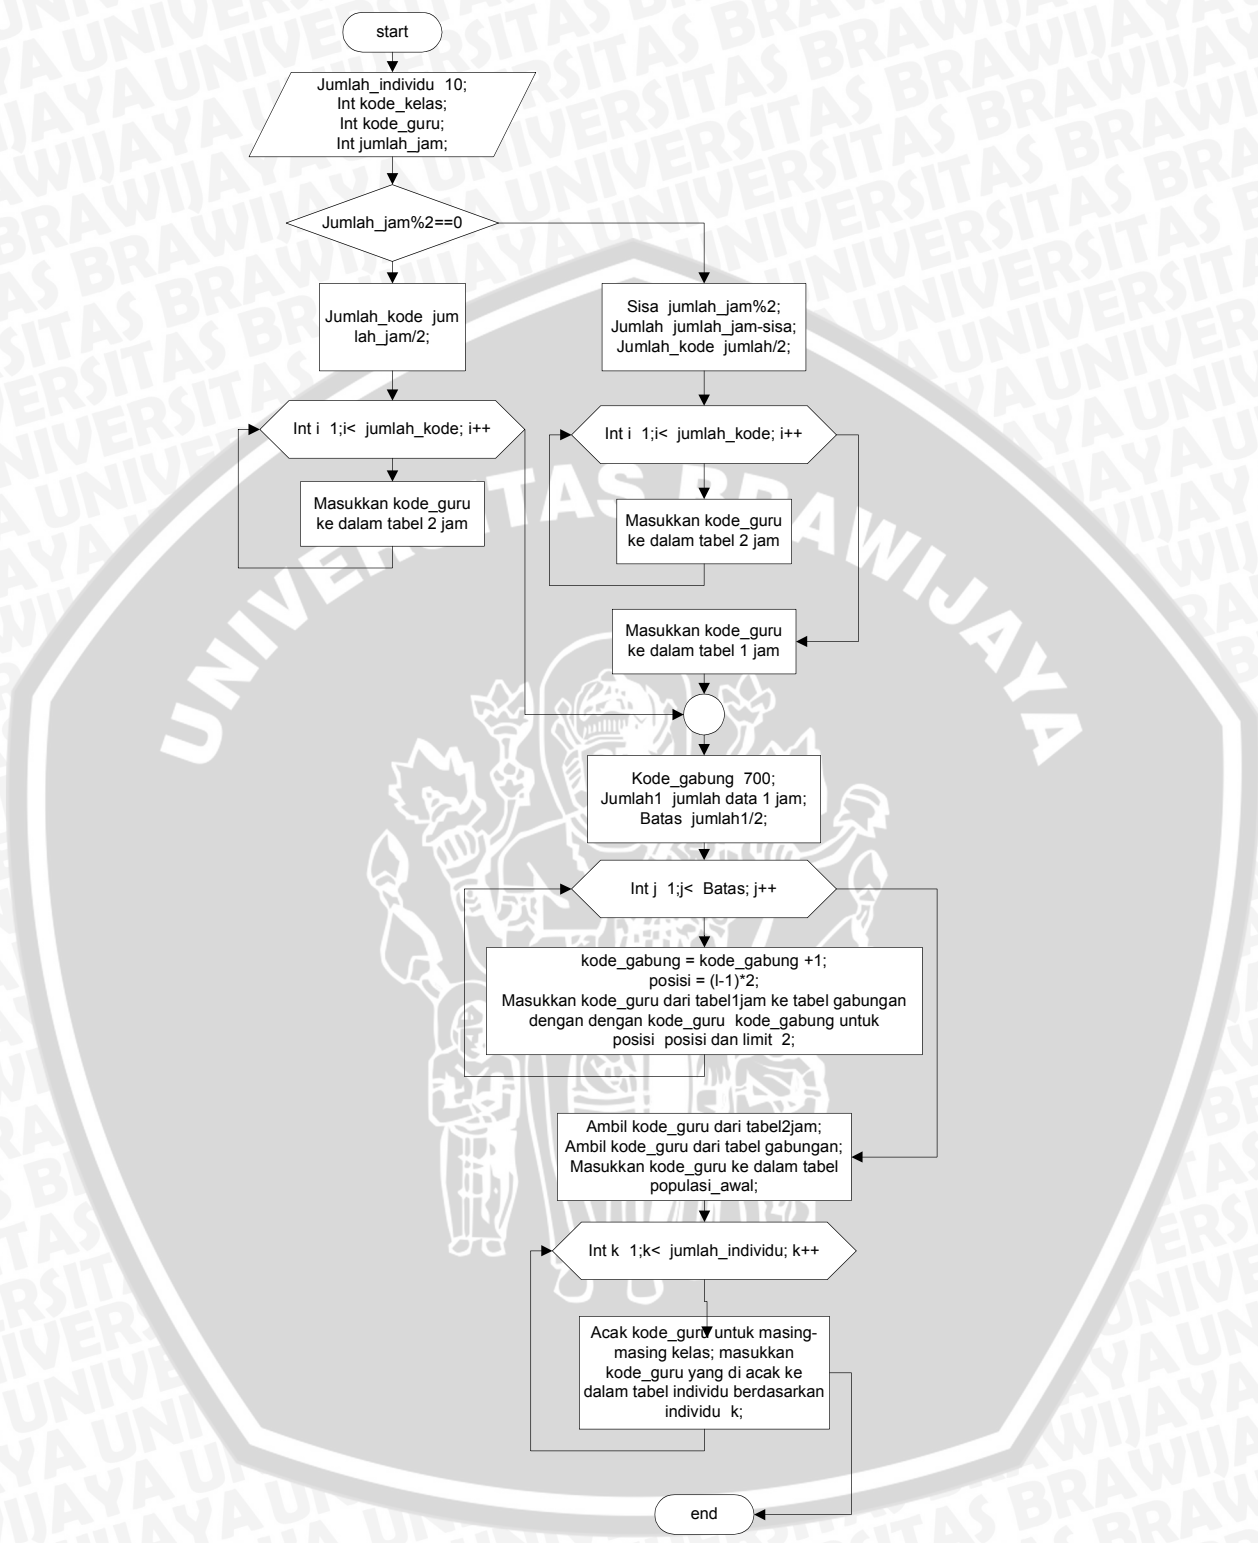 start
Jumlah_individu 10;
Int kode_kelas;
Int kode_guru;
Int jumlah_jam;
Jumlah_jam%2==0
Jumlah_kode jum
lah_jam/2;
Sisa jumlah_jam%2;
Jumlah jumlah_jam-sisa;
Jumlah_kode jumlah/2;
Int i 1;i< jumlah_kode; i++
Int i 1;i< jumlah_kode; i++
Masukkan kode_guru
ke dalam tabel 2 jam
Masukkan kode_guru
ke dalam tabel 2 jam
Masukkan kode_guru
ke dalam tabel 1 jam
Kode_gabung 700;
Jumlah1 jumlah data 1 jam;
Batas jumlah1/2;
Int j 1;j< Batas; j++
kode_gabung = kode_gabung +1;
posisi = (I-1)*2;
Masukkan kode_guru dari tabel1jam ke tabel gabungan
dengan dengan kode_guru kode_gabung untuk
posisi posisi dan limit 2;
Ambil kode_guru dari tabel2jam;
Ambil kode_guru dari tabel gabungan;
Masukkan kode_guru ke dalam tabel
populasi_awal;
Int k 1;k< jumlah_individu; k++
Acak kode_guru untuk masing-
masing kelas; masukkan
kode_guru yang di acak ke
dalam tabel individu berdasarkan
individu k;
end
UNIVERSITAS BRAWIJAYA